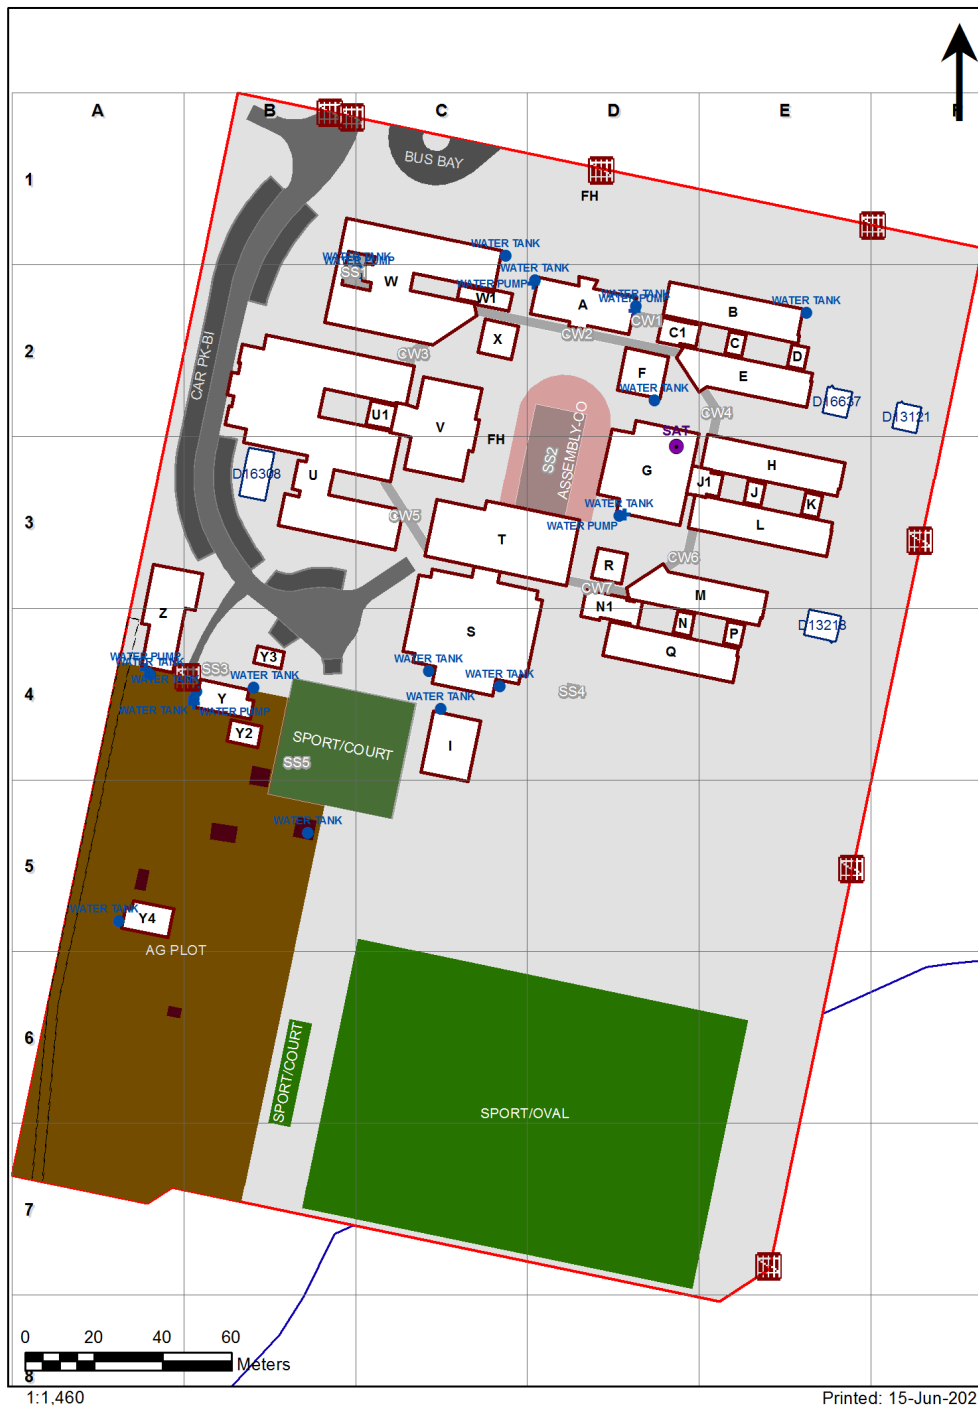 A
B
C
D
E
F
1
BUS BAY
FH
WATER TANK
WATER TANK
WATER PUMP
SS1
W
WATER TANK
WATER PUMP
W1
A
WATER TANK
WATER PUMP
CW1
B
WATER TANK
C1
C
D
X
CW2
CW3
2
CAR PK-BI
F
E
WATER TANK
D16637
D13121
CW4
U1
V
FH
SAT
ASSEMBLY-CO
SS2
G
H
D16308
U
J1
J
K
WATER TANK
WATER PUMP
L
3
CW5
T
CW6
R
CW7
M
N1
N
P
D13213
Z
S
Q
Y3
WATER PUMP
WATER TANK
WATER TANK
SS3
WATER TANK
WATER TANK
WATER TANK
SS4
4
Y
WATER TANK
WATER PUMP
WATER TANK
Y2
SPORT/COURT
SS5
I
WATER TANK
5
WATER TANK
Y4
AG PLOT
6
SPORT/COURT
SPORT/OVAL
7
0 20 40 60
Meters
8
1:1,460
Printed: 15-Jun-202